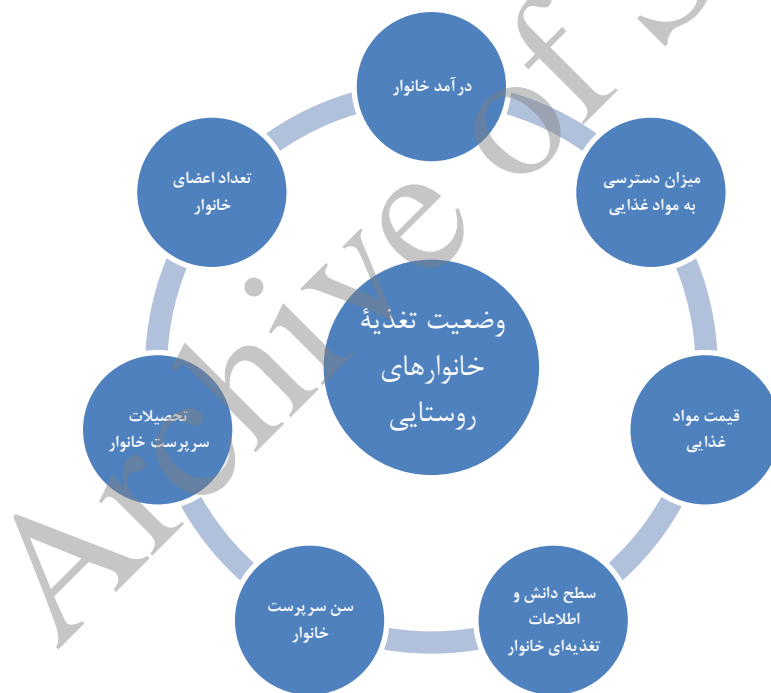 درآمد خانوار
میزان دسترسی
به مواد غذایی
قیمت مواد
غذایی
سطح دانش و
اطلاعات
تغذیه‌ای خانوار
سن سرپرست
خانوار
تحصیلات
سرپرست خانوار
تعداد اعضای
خانوار
وضعیت تغذیۀ
خانوارهای
روستایی
Archive of S